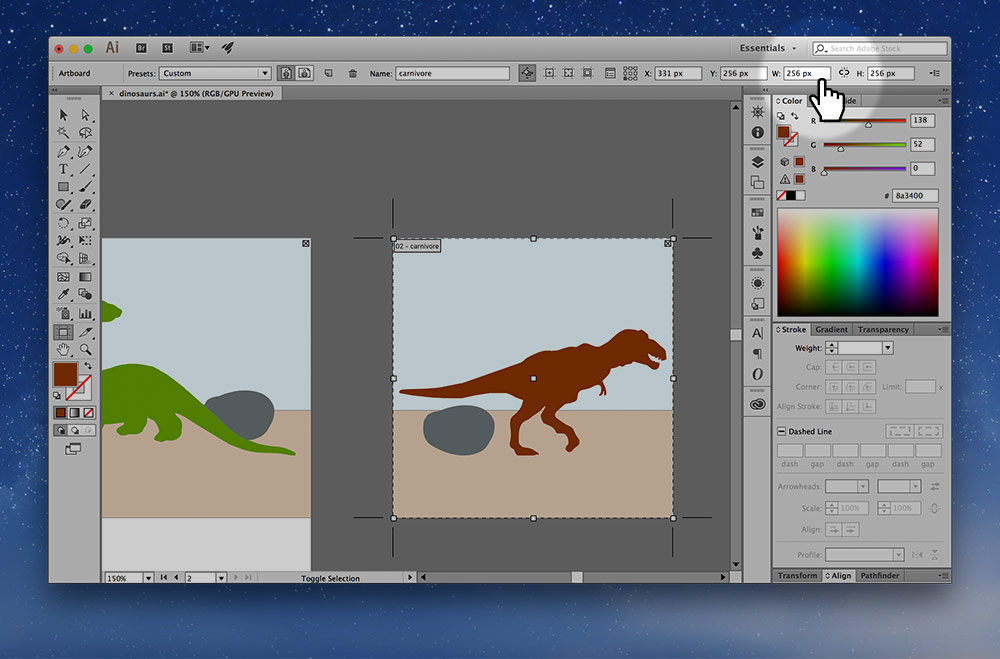 Ai Br St Essentials Search Adobe Stock
Artboard Presets: Custom Name: carnivore X: 331 px Y: 256 px W: 256 px H: 256 px
× dinosaurs.ai* @ 150% (RGB/GPU Preview)
Color
R 138
G 52
B 0
# 8a3400
02 - carnivore
Stroke Gradient Transparency
Weight:
Cap:
Corner: Limit: x
Align Stroke:
Dashed Line
dash gap dash gap dash gap
Arrowheads:
Scale: 100% 100%
Align:
Profile:
Transform Align Pathfinder
150% 2 Toggle Selection